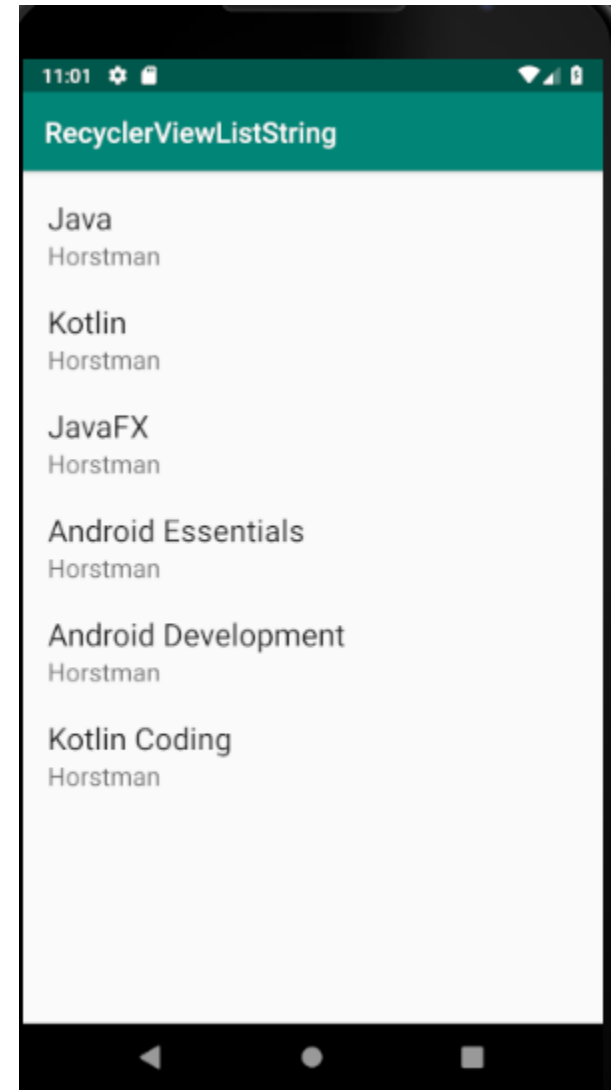 11:01
RecyclerViewListString
Java
Horstman
Kotlin
Horstman
JavaFX
Horstman
Android Essentials
Horstman
Android Development
Horstman
Kotlin Coding
Horstman